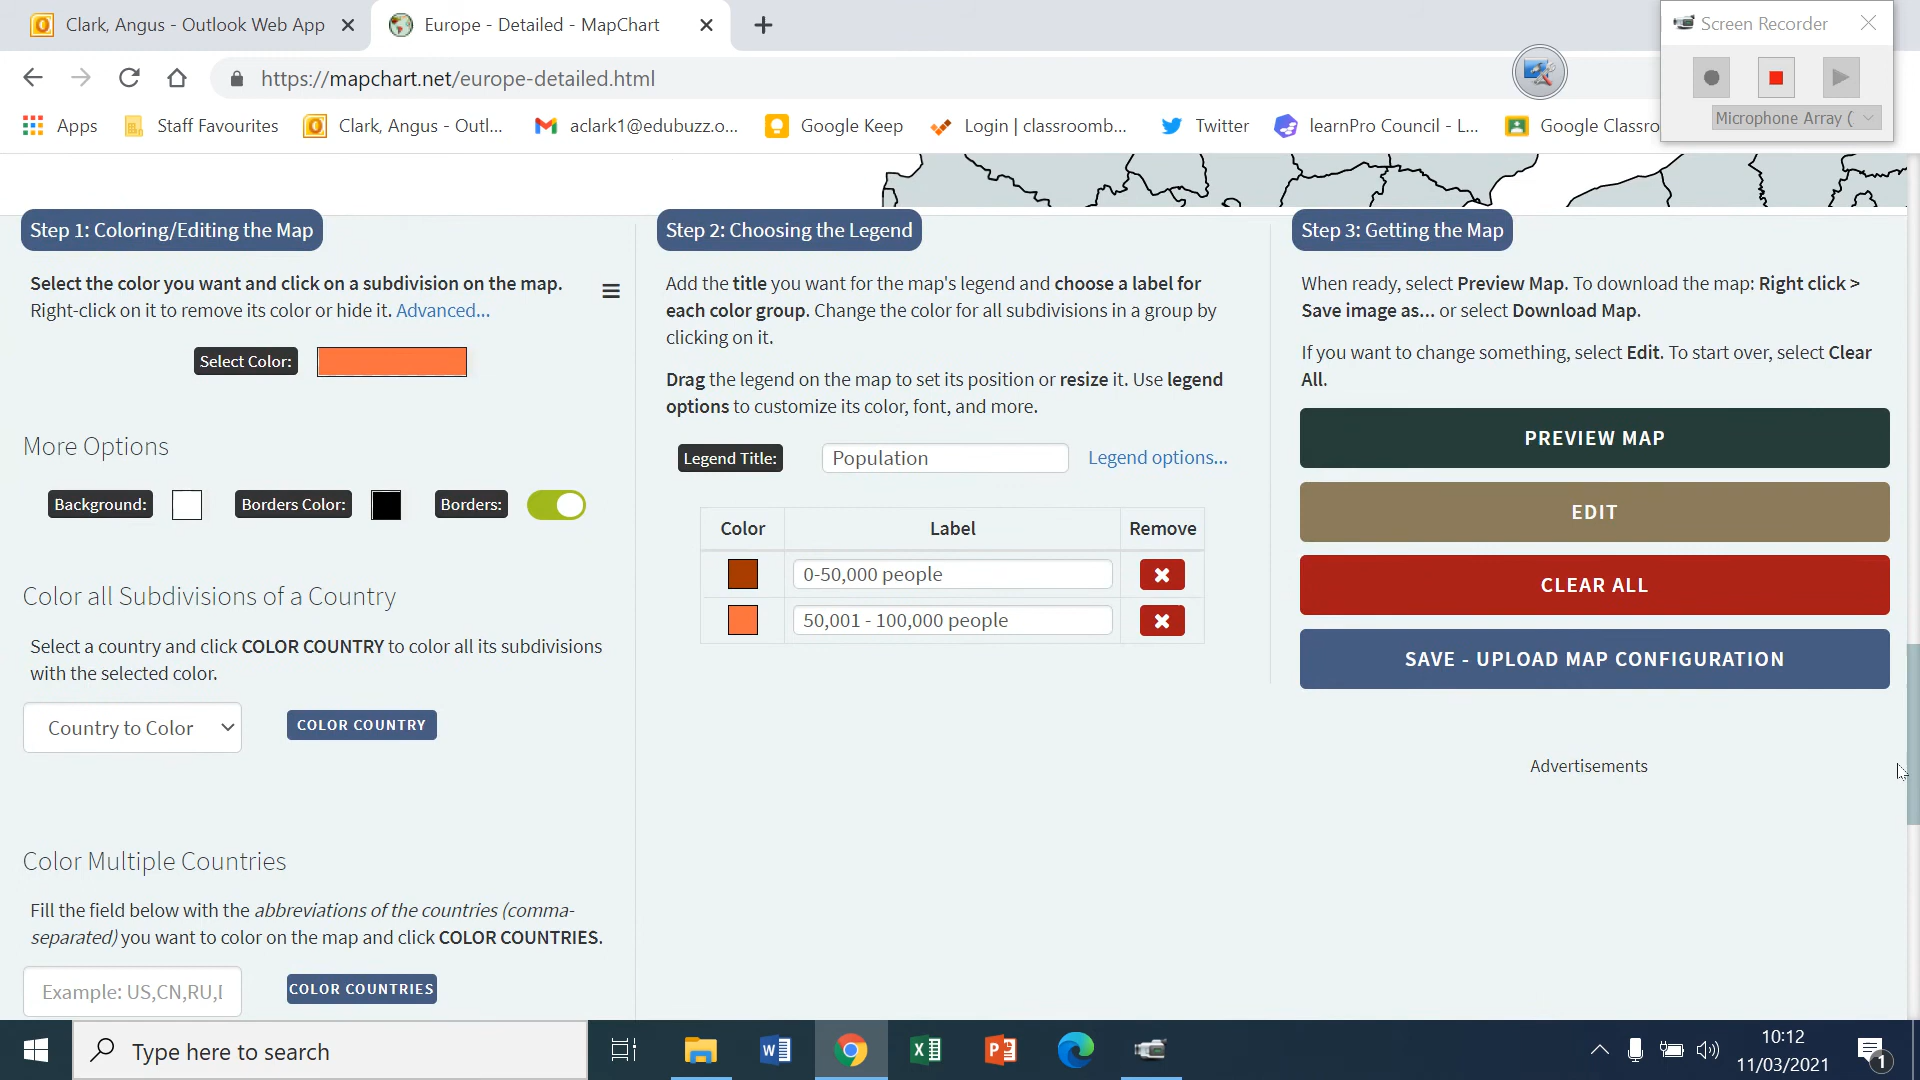 Clark, Angus - Outlook Web App
Europe - Detailed - MapChart
Screen Recorder
https://mapchart.net/europe-detailed.html
Microphone Array (
Apps
Staff Favourites
Clark, Angus - Outl...
aclark1@edubuzz.o...
Google Keep
Login | classroomb...
Twitter
learnPro Council - L...
Google Classro
Step 1: Coloring/Editing the Map
Select the color you want and click on a subdivision on the map.
Right-click on it to remove its color or hide it. Advanced...
Select Color:
More Options
Background:
Borders Color:
Borders:
Color all Subdivisions of a Country
Select a country and click COLOR COUNTRY to color all its subdivisions
with the selected color.
Country to Color
COLOR COUNTRY
Color Multiple Countries
Fill the field below with the abbreviations of the countries (comma-
separated) you want to color on the map and click COLOR COUNTRIES.
Example: US,CN,RU,I
COLOR COUNTRIES
Step 2: Choosing the Legend
Add the title you want for the map's legend and choose a label for
each color group. Change the color for all subdivisions in a group by
clicking on it.
Drag the legend on the map to set its position or resize it. Use legend
options to customize its color, font, and more.
Legend Title:
Population
Legend options...
Color
Label
Remove
0-50,000 people
50,001 - 100,000 people
Step 3: Getting the Map
When ready, select Preview Map. To download the map: Right click >
Save image as... or select Download Map.
If you want to change something, select Edit. To start over, select Clear
All.
PREVIEW MAP
EDIT
CLEAR ALL
SAVE - UPLOAD MAP CONFIGURATION
Advertisements
Type here to search
10:12
11/03/2021
1